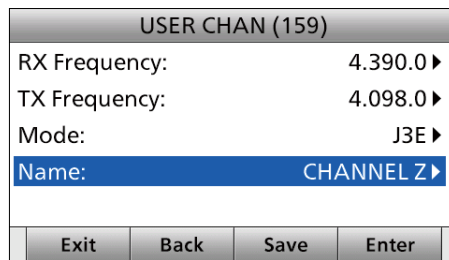 USER CHAN (159)
RX Frequency: 4.390.0
TX Frequency: 4.098.0
Mode: J3E
Name: CHANNEL Z
Exit Back Save Enter